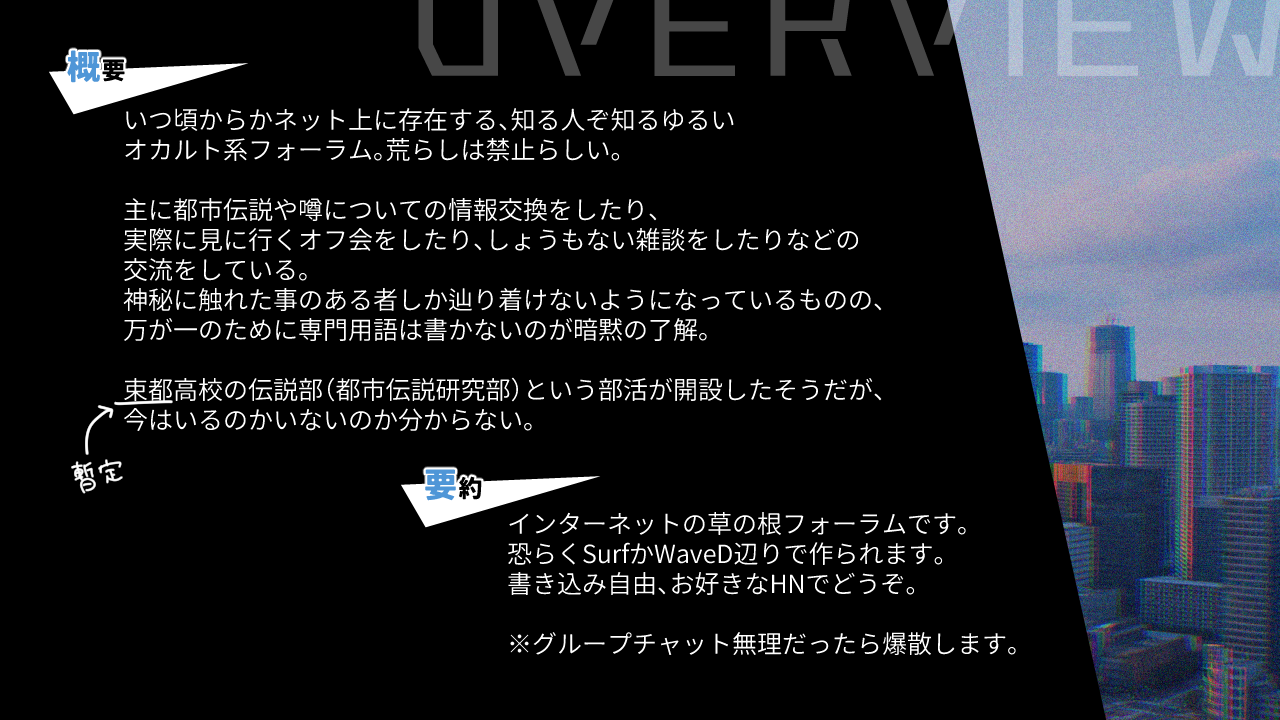 OVERVIEW
概要
いつ頃からかネット上に存在する、知る人ぞ知るゆるい
オカルト系フォーラム。荒らしは禁止らしい。
主に都市伝説や噂についての情報交換をしたり、
実際に見に行くオフ会をしたり、しょうもない雑談をしたりなどの
交流をしている。
神秘に触れた事のある者しか辿り着けないようになっているものの、
万が一のために専門用語は書かないのが暗黙の了解。
東都高校の伝説部（都市伝説研究部）という部活が開設したそうだが、
今はいるのかいないのか分からない。
暫定
要約
インターネットの草の根フォーラムです。
恐らくSurfかWaveD辺りで作られます。
書き込み自由、お好きなHNでどうぞ。
※グループチャット無理だったら爆散します。